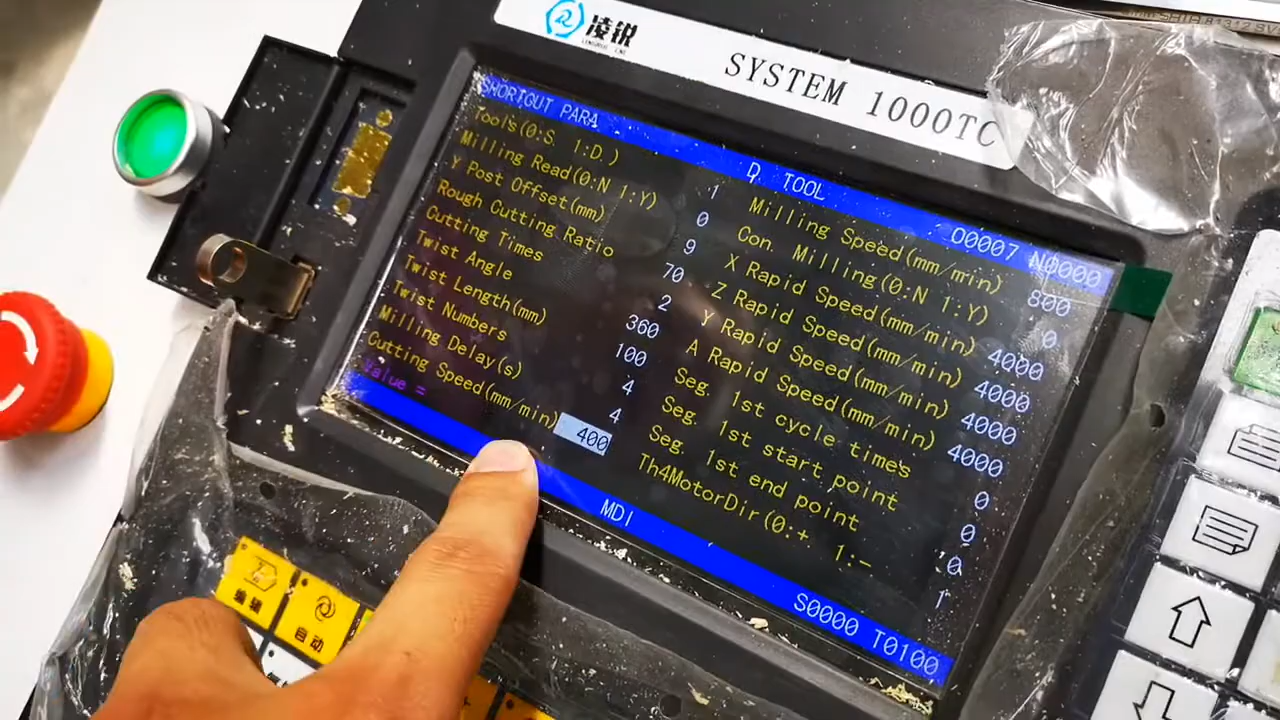 凌锐
LINGRUI CNC
SYSTEM 1000TC
SHORTCUT PARA
D. TOOL
O0007 N0000
Tools(0:S. 1:D.) 1
Milling Read(0:N 1:Y) 0
Y Post Offset(mm) 9
Rough Cutting Ratio 70
Cutting Times 2
Twist Angle 360
Twist Length(mm) 100
Twist Numbers 4
Milling Delay(s) 4
Cutting Speed(mm/min) 400
Value =
Milling Speed(mm/min) 800
Con. Milling(0:N 1:Y) 0
X Rapid Speed(mm/min) 4000
Z Rapid Speed(mm/min) 4000
Y Rapid Speed(mm/min) 4000
A Rapid Speed(mm/min) 4000
Seg. 1st cycle times 0
Seg. 1st start point 0
Seg. 1st end point 0
Th4MotorDir(0:+ 1:- 1
MDI
S0000 T0100
编辑
自动